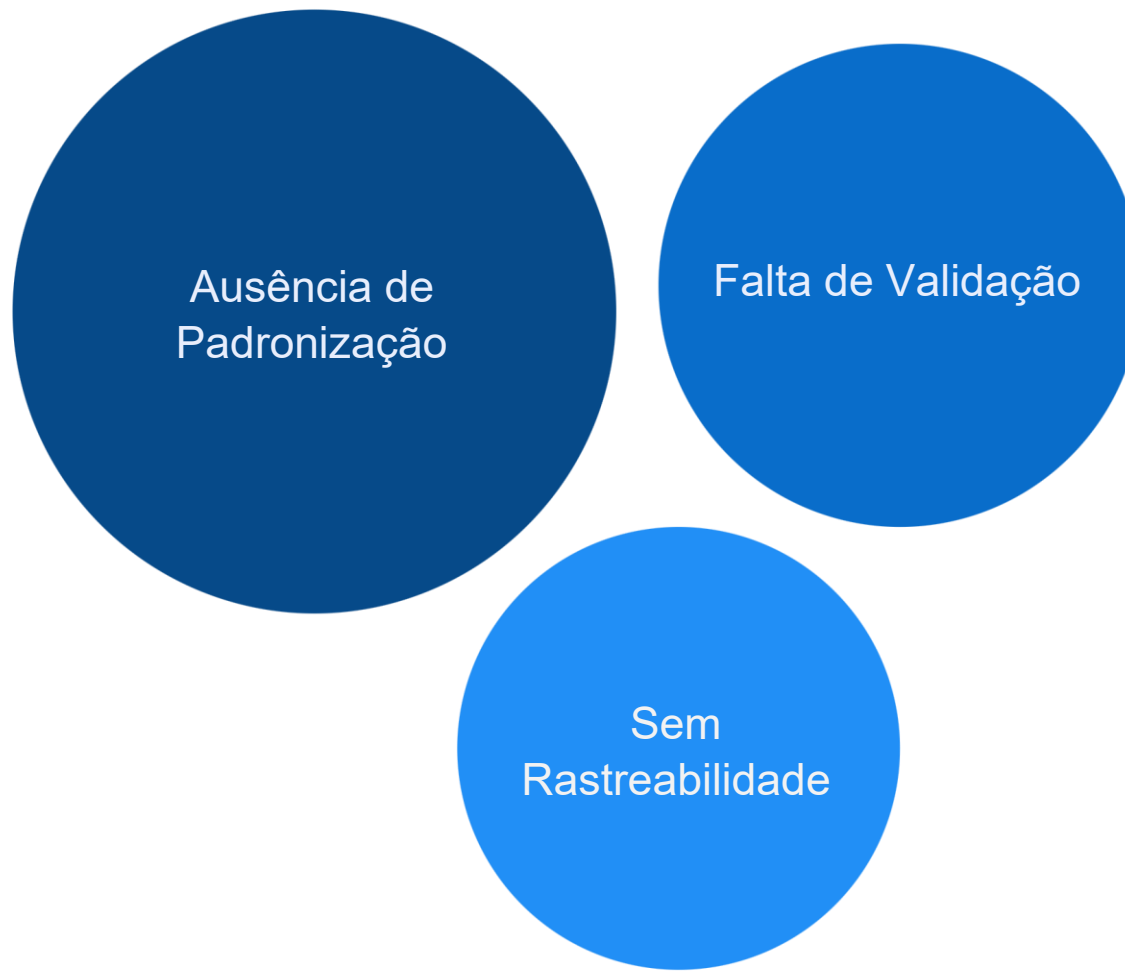 Ausência de
Padronização
Falta de Validação
Sem
Rastreabilidade